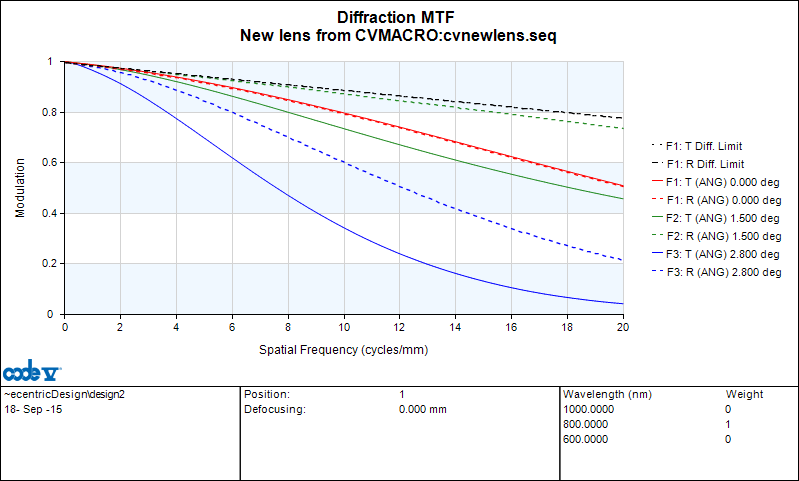 Diffraction MTF
New lens from CVMACRO:cvnewlens.seq
1
0.8
0.6
0.4
0.2
0
Modulation
0 2 4 6 8 10 12 14 16 18 20
Spatial Frequency (cycles/mm)
F1: T Diff. Limit
F1: R Diff. Limit
F1: T (ANG) 0.000 deg
F1: R (ANG) 0.000 deg
F2: T (ANG) 1.500 deg
F2: R (ANG) 1.500 deg
F3: T (ANG) 2.800 deg
F3: R (ANG) 2.800 deg
code V
~ecentricDesign\design2
18- Sep -15
Position: 1
Defocusing: 0.000 mm
Wavelength (nm) Weight
1000.0000 0
800.0000 1
600.0000 0